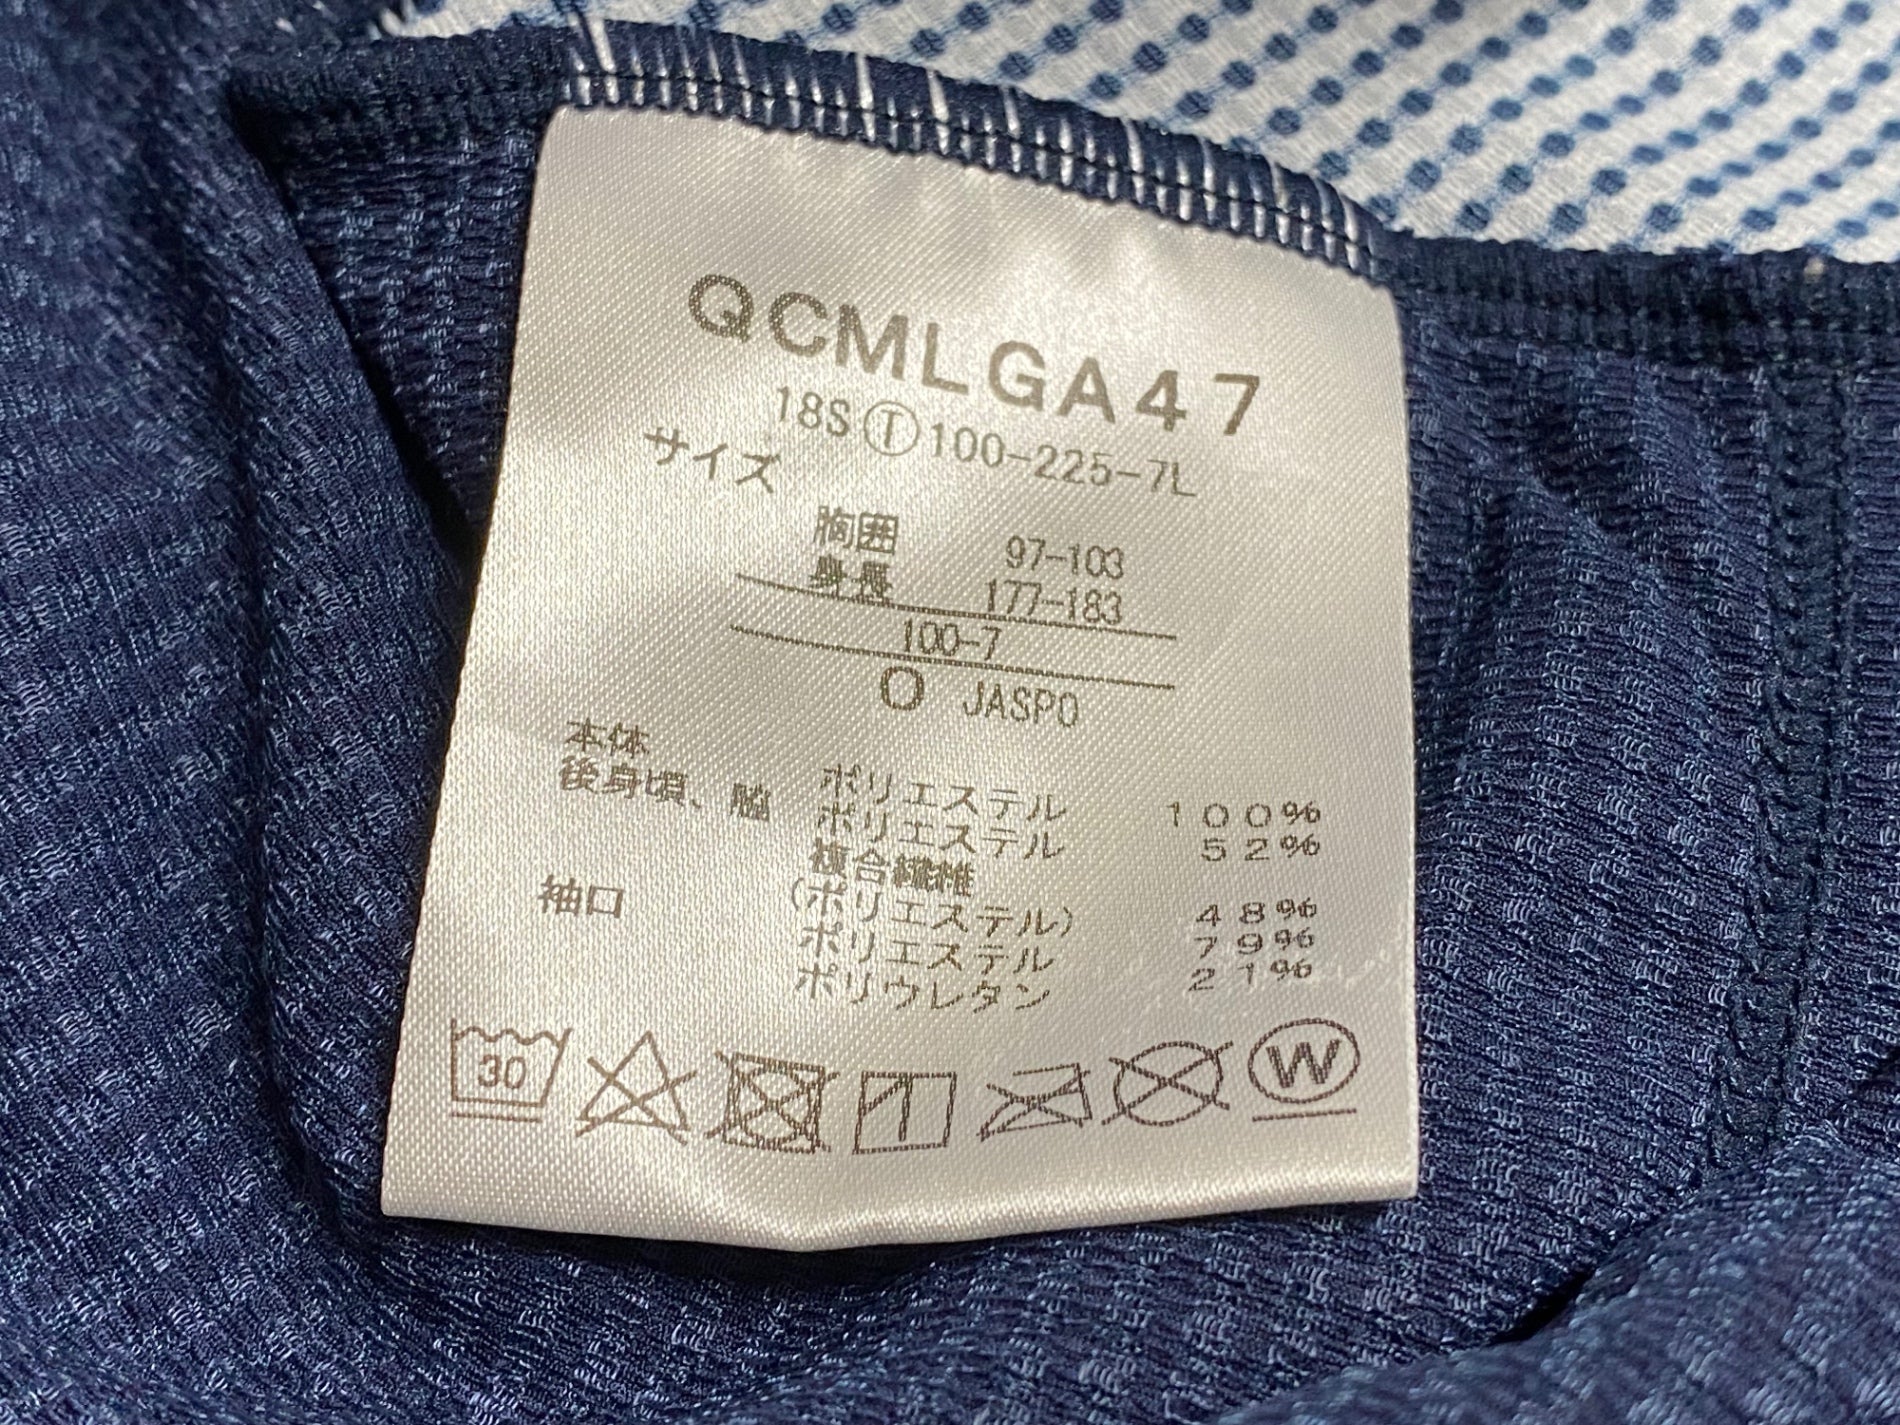 QCMLGA47
18SⓉ100-225-7L
サイズ
胸囲 97-103
身長 177-183
100-7
O JASPO
本体 ポリエステル 100%
後身頃、脇 ポリエステル 52%
複合繊維
(ポリエステル) 48%
袖口 ポリエステル 79%
ポリウレタン 21%
30
W